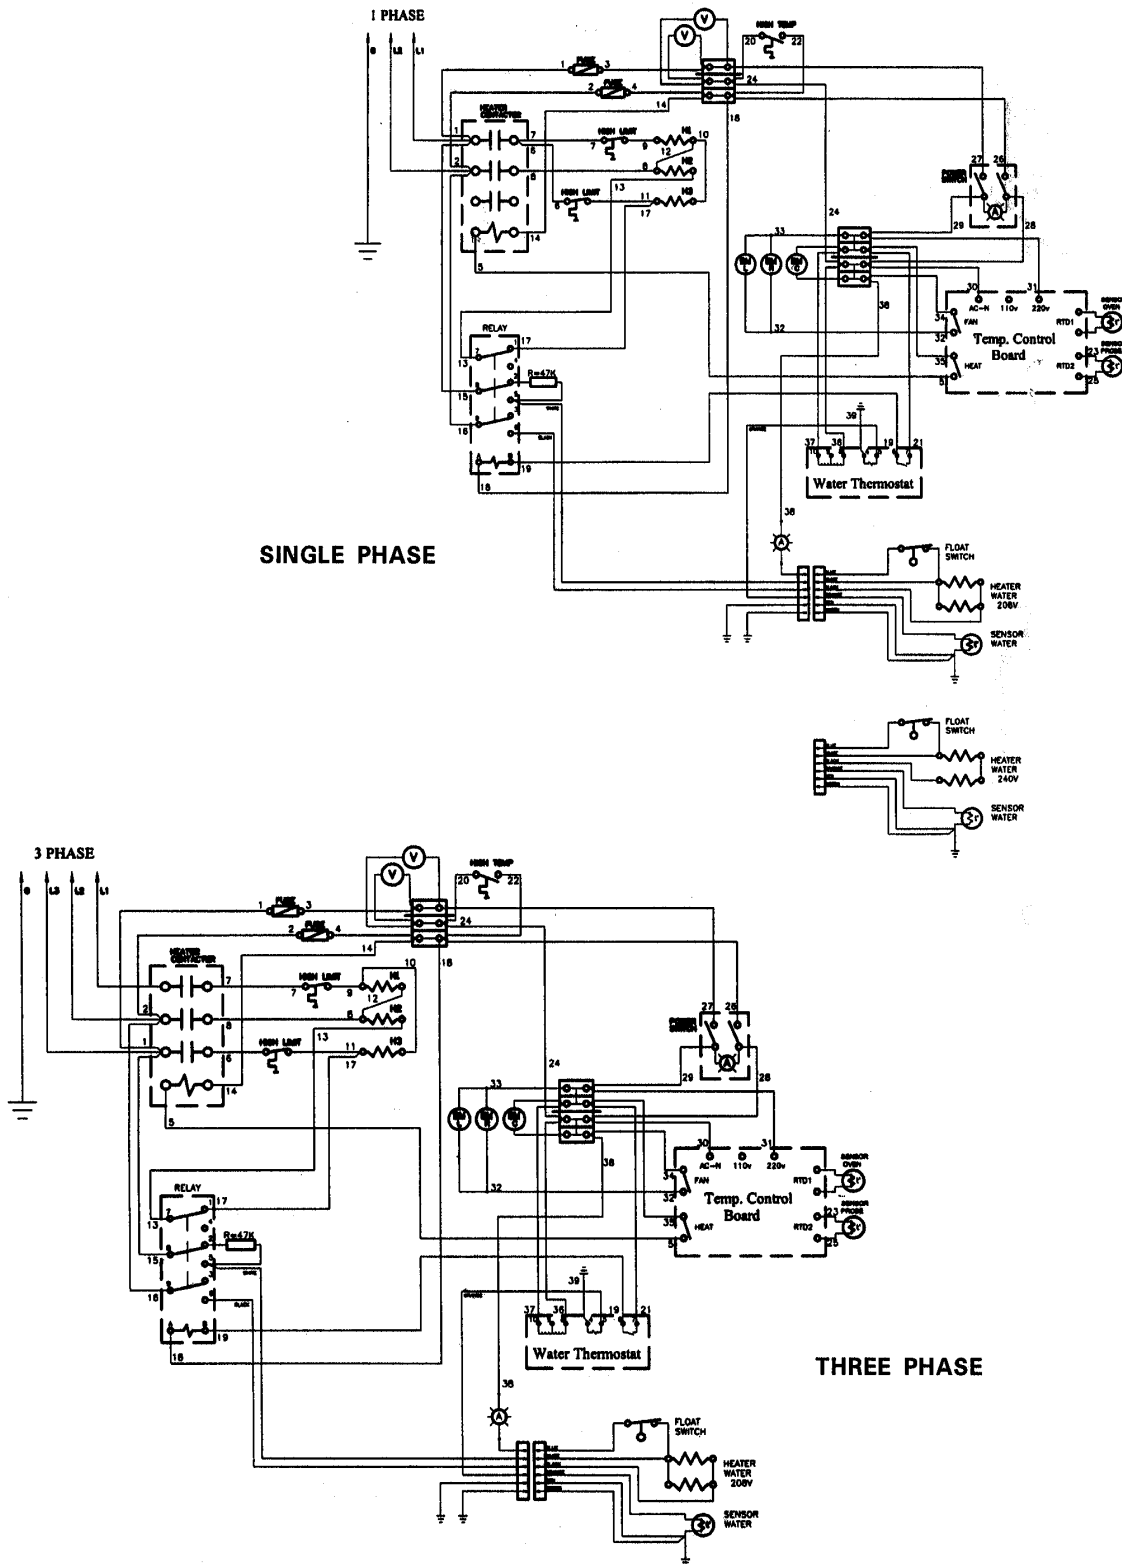 1 PHASE
G L2 L1
V
V
HIGH TEMP
20 22
1 FUSE 3
2 FUSE 4
24
14
18
HEATER
CONTACTER
1 7
6
2 8
HIGH LIMIT
7 9
H1
10
12
H2
8
13
HIGH LIMIT
6 11
17
H3
14
5
27 26
POWER
SWITCH
A
29 28
24
33
32
38
30 31
AC-N 110v 220v
34
FAN
32
35
HEAT
5
Temp. Control
Board
RTD1
RTD2
SENSOR
OVEN
23
SENSOR
PROBE
25
RELAY
13
17
R=47K
15
16
BLACK
19
18
ORANGE
39
37 36 19 21
Water Thermostat
38
A
SINGLE PHASE
FLOAT
SWITCH
HEATER
WATER
208V
SENSOR
WATER
FLOAT
SWITCH
HEATER
WATER
240V
SENSOR
WATER
3 PHASE
G L3 L2 L1
V
V
HIGH TEMP
20 22
1 FUSE 3
2 FUSE 4
24
14
18
HEATER
CONTACTER
7
2 8
1 6
HIGH LIMIT
7 9
10
H1
12
H2
13
HIGH LIMIT
11
17
H3
14
5
27 26
POWER
SWITCH
A
29 28
24
33
32
38
30 31
AC-N 110v 220v
34
FAN
32
35
HEAT
5
Temp. Control
Board
RTD1
RTD2
SENSOR
OVEN
23
SENSOR
PROBE
25
RELAY
13
17
R=47K
15
16
BLACK
19
18
ORANGE
39
37 36 19 21
Water Thermostat
38
A
THREE PHASE
FLOAT
SWITCH
HEATER
WATER
208V
SENSOR
WATER